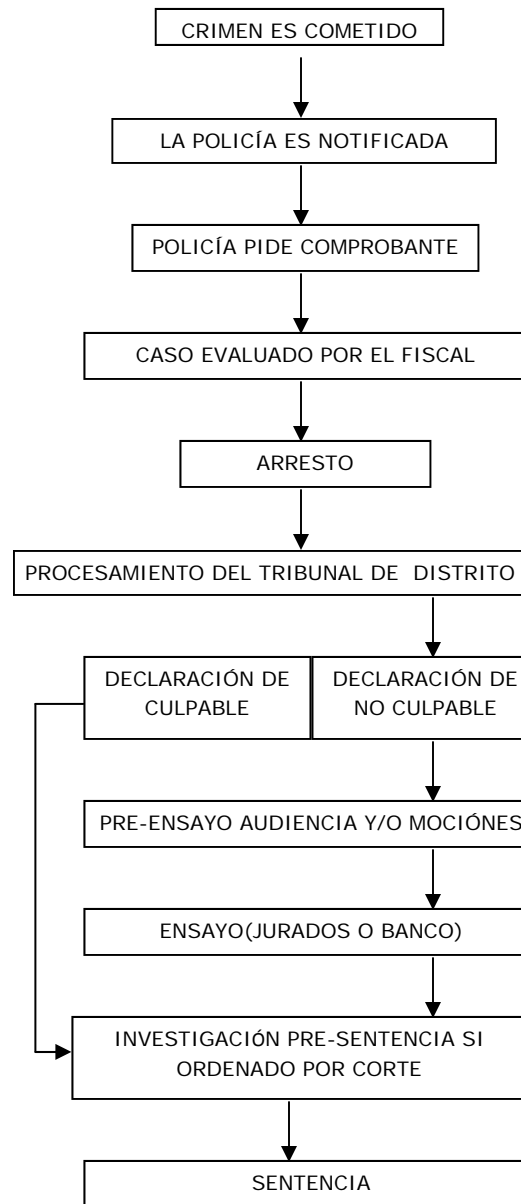 CRIMEN ES COMETIDO
LA POLICÍA ES NOTIFICADA
POLICÍA PIDE COMPROBANTE
CASO EVALUADO POR EL FISCAL
ARRESTO
PROCESAMIENTO DEL TRIBUNAL DE DISTRITO
DECLARACIÓN DE
CULPABLE
DECLARACIÓN DE
NO CULPABLE
PRE-ENSAYO AUDIENCIA Y/O MOCIÓNES
ENSAYO(JURADOS O BANCO)
INVESTIGACIóN PRE-SENTENCIA SI
ORDENADO POR CORTE
SENTENCIA